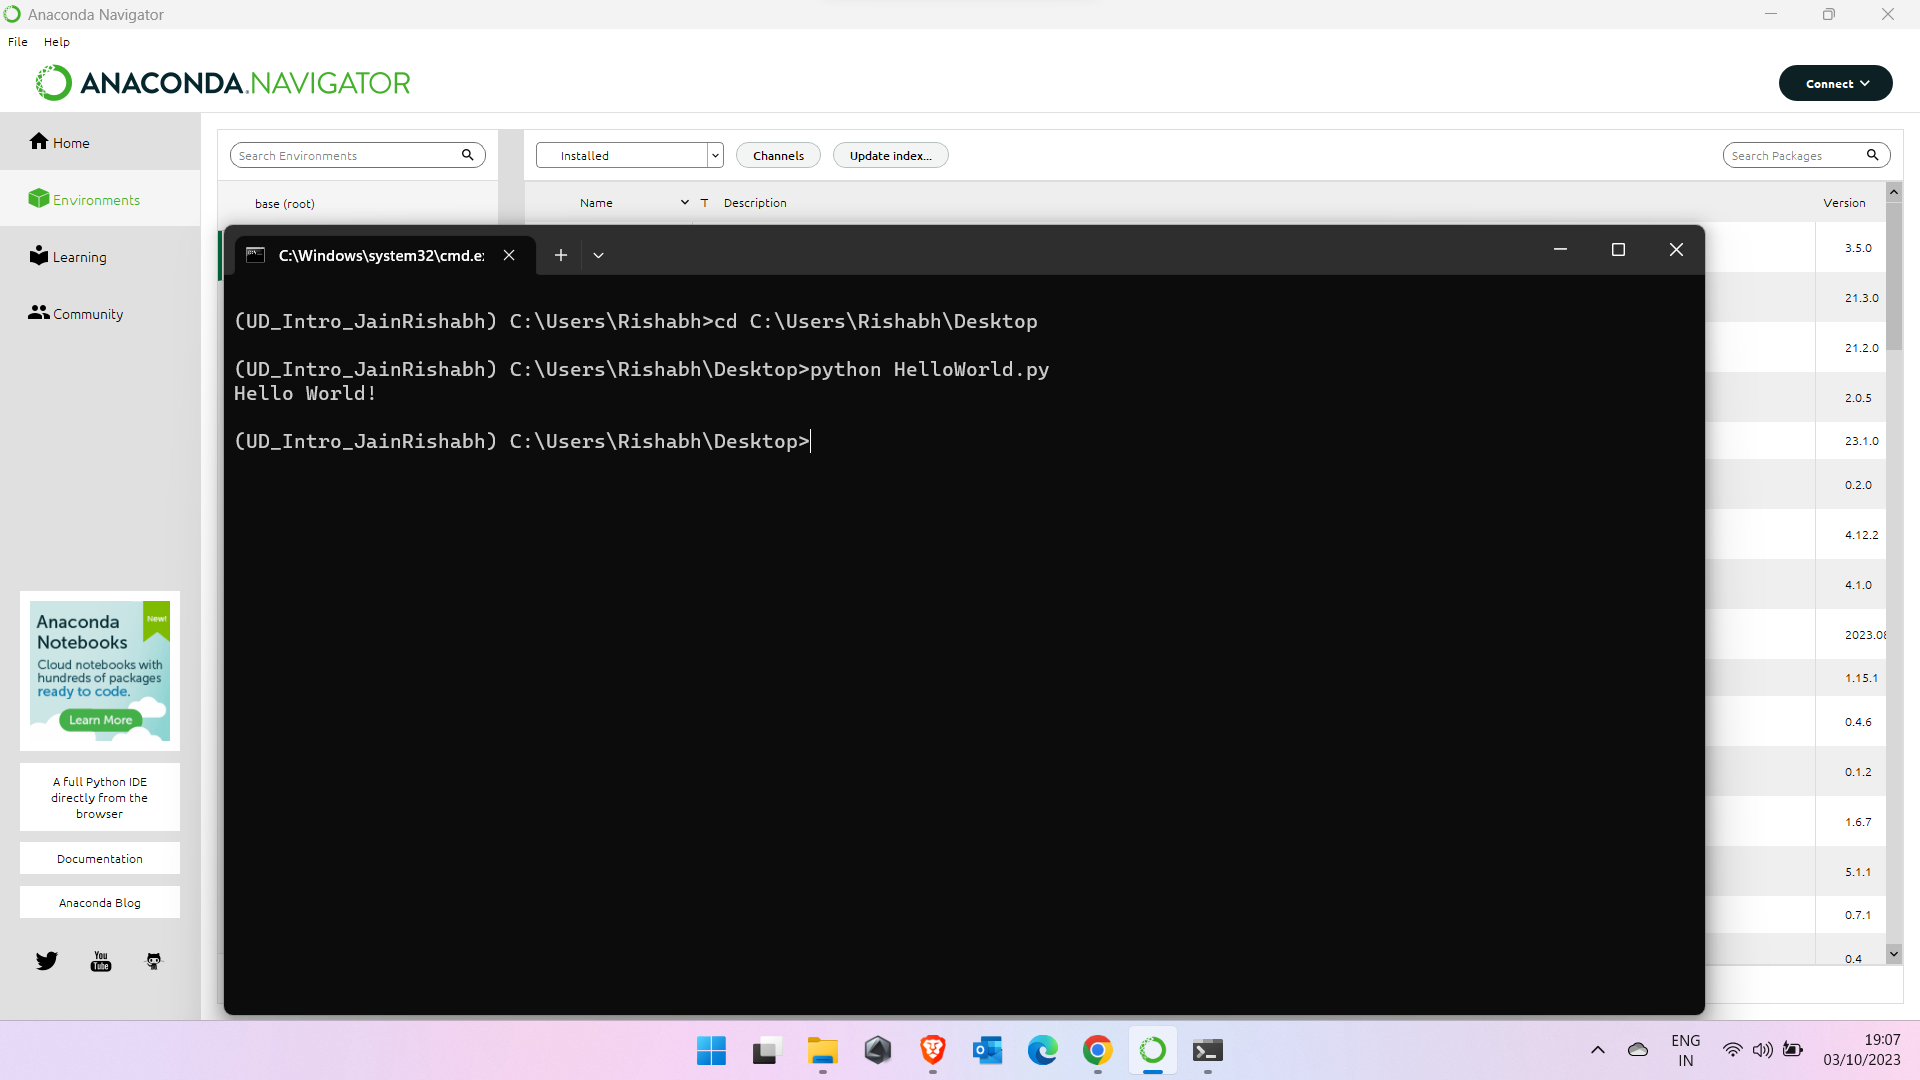 Anaconda Navigator
File Help
ANACONDA.NAVIGATOR
Connect
Home
Environments
Learning
Community
Search Environments
base (root)
Installed
Channels
Update index...
Search Packages
Name
T
Description
Version
3.5.0
21.3.0
21.2.0
2.0.5
23.1.0
0.2.0
4.12.2
4.1.0
2023.08
1.15.1
0.4.6
0.1.2
1.6.7
5.1.1
0.7.1
0.4
C:\Windows\system32\cmd.e
(UD_Intro_JainRishabh) C:\Users\Rishabh>cd C:\Users\Rishabh\Desktop
(UD_Intro_JainRishabh) C:\Users\Rishabh\Desktop>python HelloWorld.py
Hello World!
(UD_Intro_JainRishabh) C:\Users\Rishabh\Desktop>
Anaconda
Notebooks
New!
Cloud notebooks with
hundreds of packages
ready to code.
Learn More
A full Python IDE
directly from the
browser
Documentation
Anaconda Blog
You
Tube
ENG
IN
19:07
03/10/2023